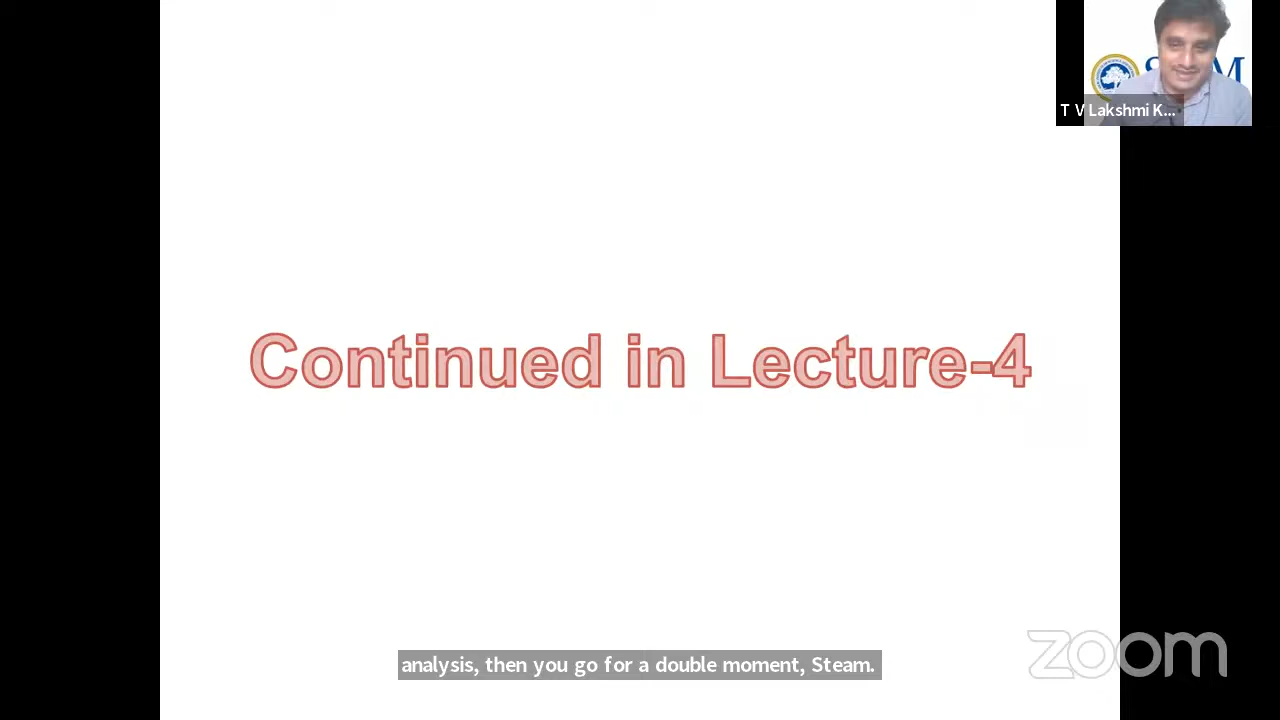 T V Lakshmi K...
Continued in Lecture-4
analysis, then you go for a double moment, Steam.
zoom